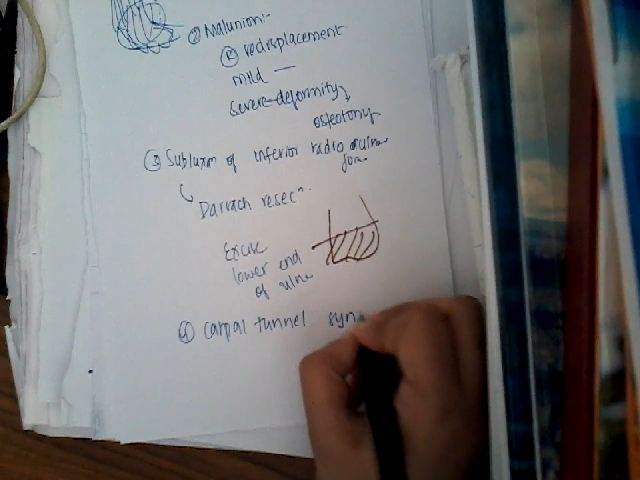 ② Malunion:-
Ⓡ redisplacement
mild —
severe deformity
osteotomy
③ Subluxn of inferior radio ulnar
Darrach resecⁿ.
Excise
lower end
of ulna
④ carpal tunnel syn